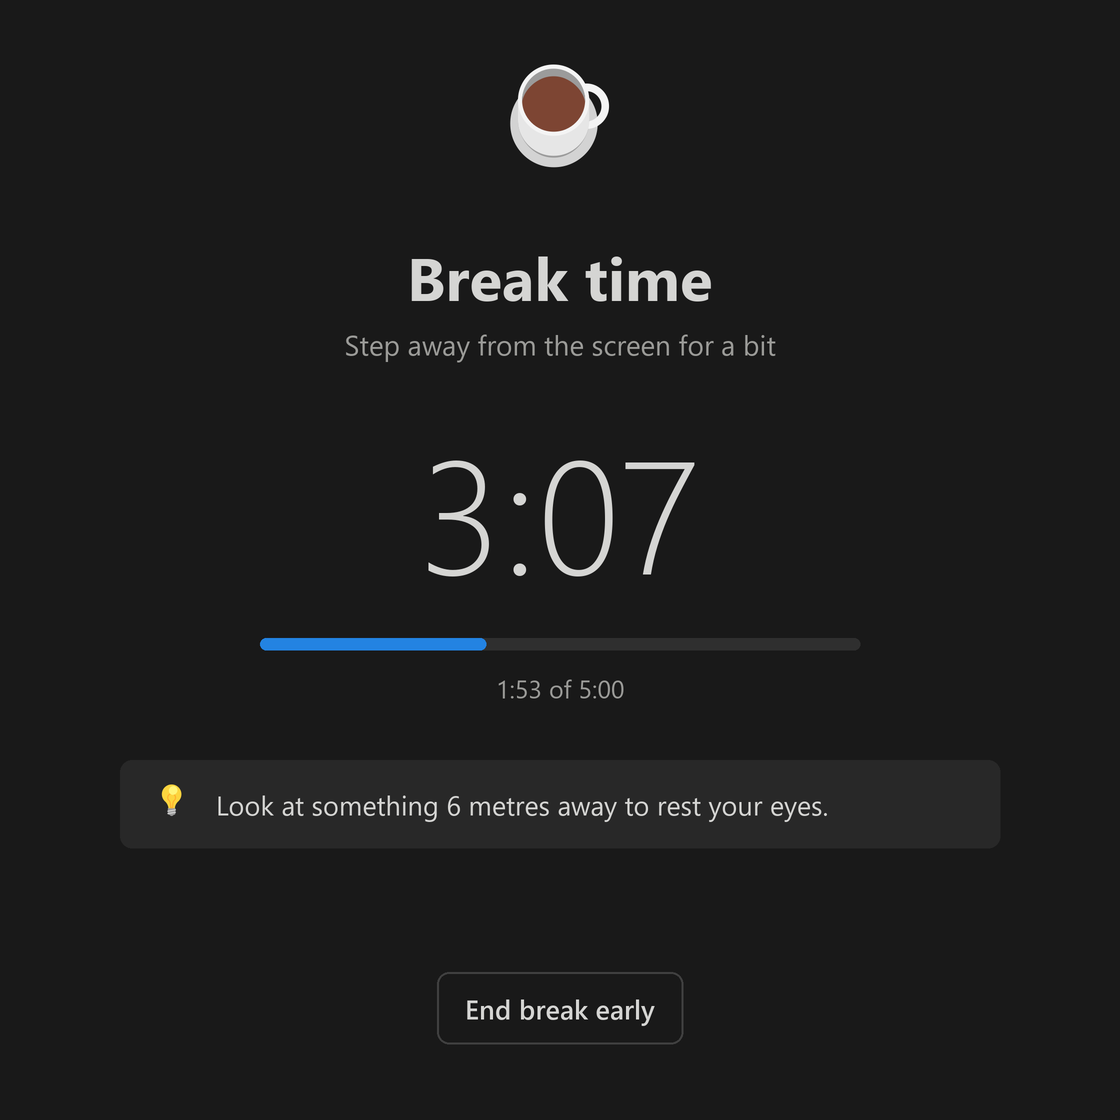 Break time
Step away from the screen for a bit
3:07
1:53 of 5:00
Look at something 6 metres away to rest your eyes.
End break early